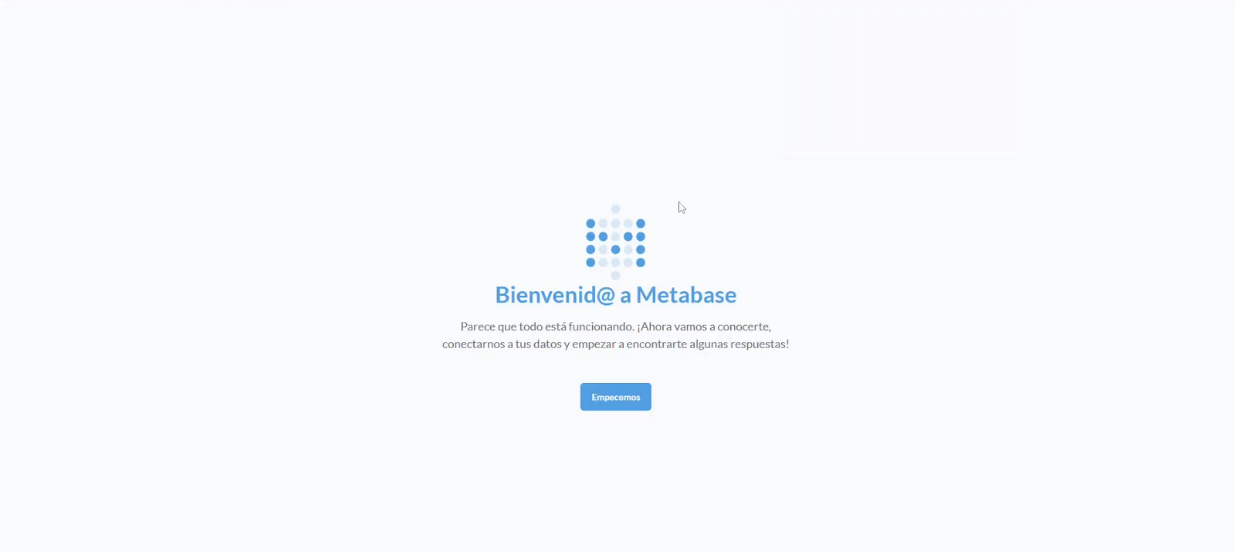 Bienvenid@ a Metabase
Parece que todo está funcionando. ¡Ahora vamos a conocerte,
conectarnos a tus datos y empezar a encontrarte algunas respuestas!
Empecemos